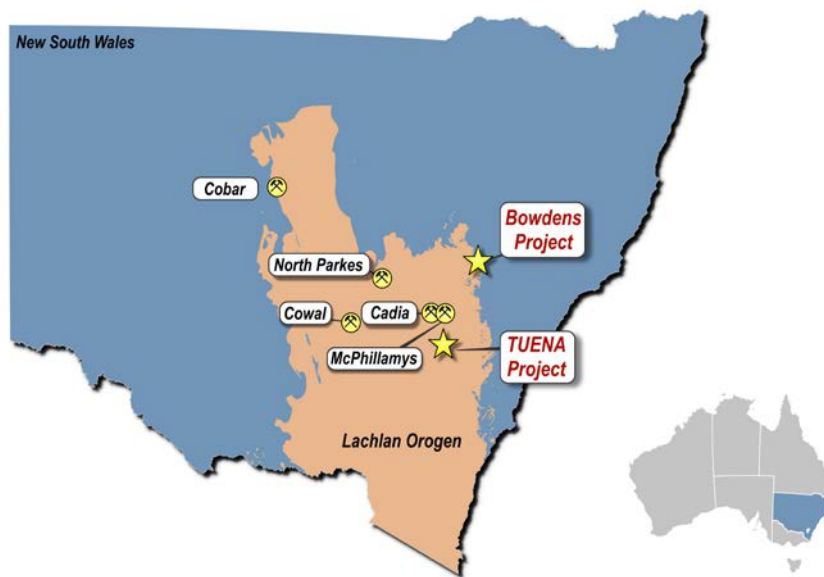 New South Wales
Cobar
Bowdens
Project
North Parkes
Cowal
Cadia
McPhillamys
TUENA
Project
Lachlan Orogen